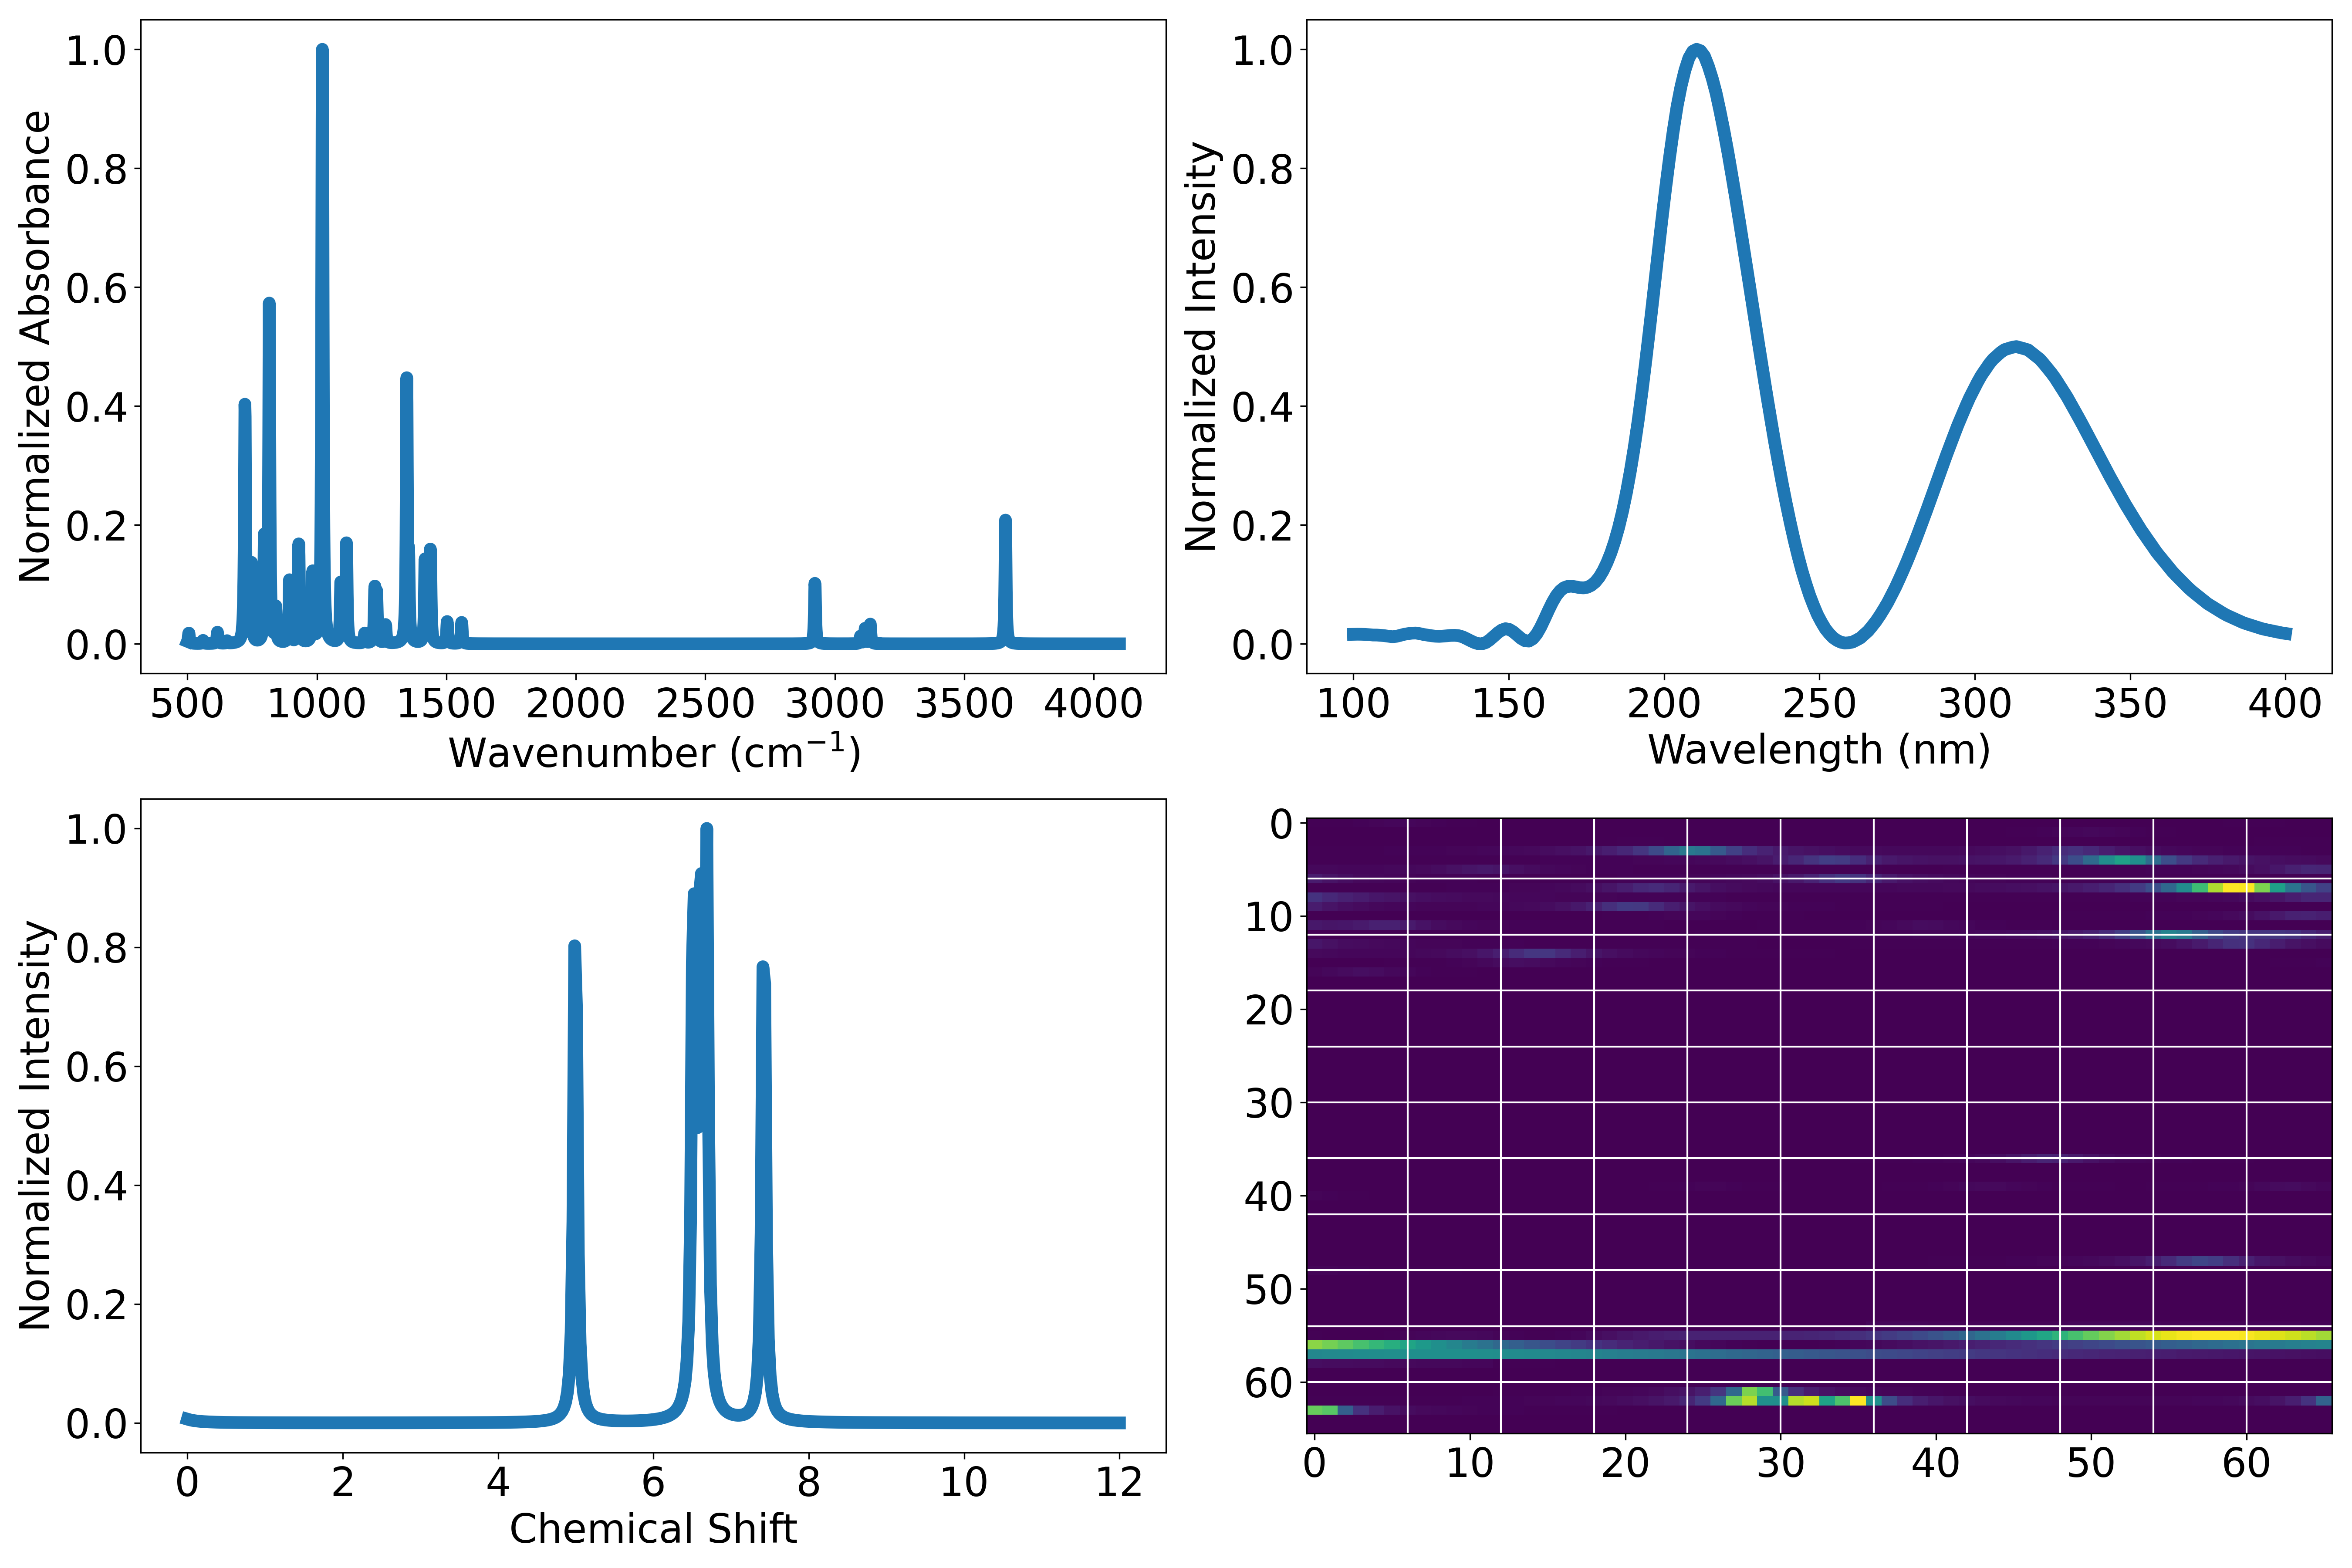 1.0
0.8
0.6
0.4
0.2
0.0
Normalized Absorbance
500 1000 1500 2000 2500 3000 3500 4000
Wavenumber (cm⁻¹)
1.0
0.8
0.6
0.4
0.2
0.0
Normalized Intensity
100 150 200 250 300 350 400
Wavelength (nm)
1.0
0.8
0.6
0.4
0.2
0.0
Normalized Intensity
0 2 4 6 8 10 12
Chemical Shift
0
10
20
30
40
50
60
0 10 20 30 40 50 60